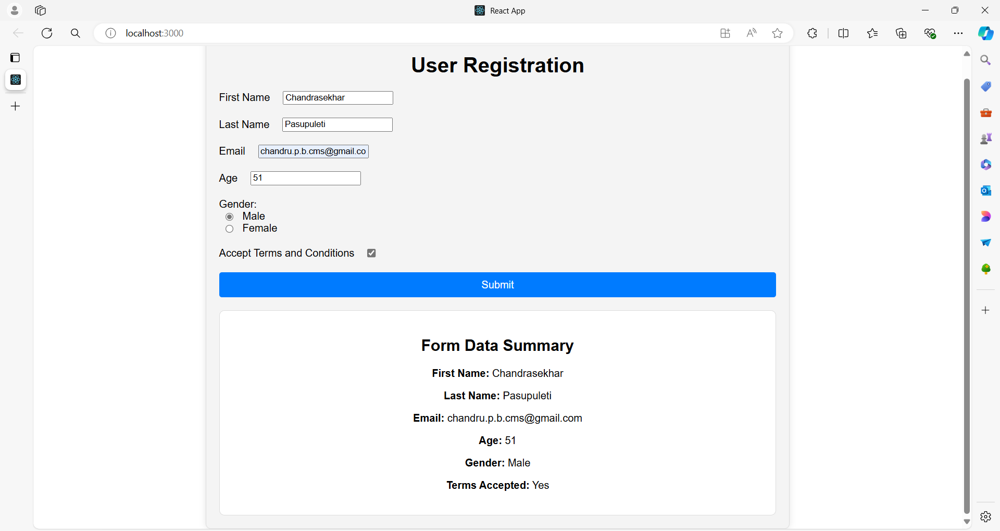 React App
localhost:3000
User Registration
First Name Chandrasekhar
Last Name Pasupuleti
Email chandru.p.b.cms@gmail.co
Age 51
Gender:
Male
Female
Accept Terms and Conditions
Submit
Form Data Summary
First Name: Chandrasekhar
Last Name: Pasupuleti
Email: chandru.p.b.cms@gmail.com
Age: 51
Gender: Male
Terms Accepted: Yes